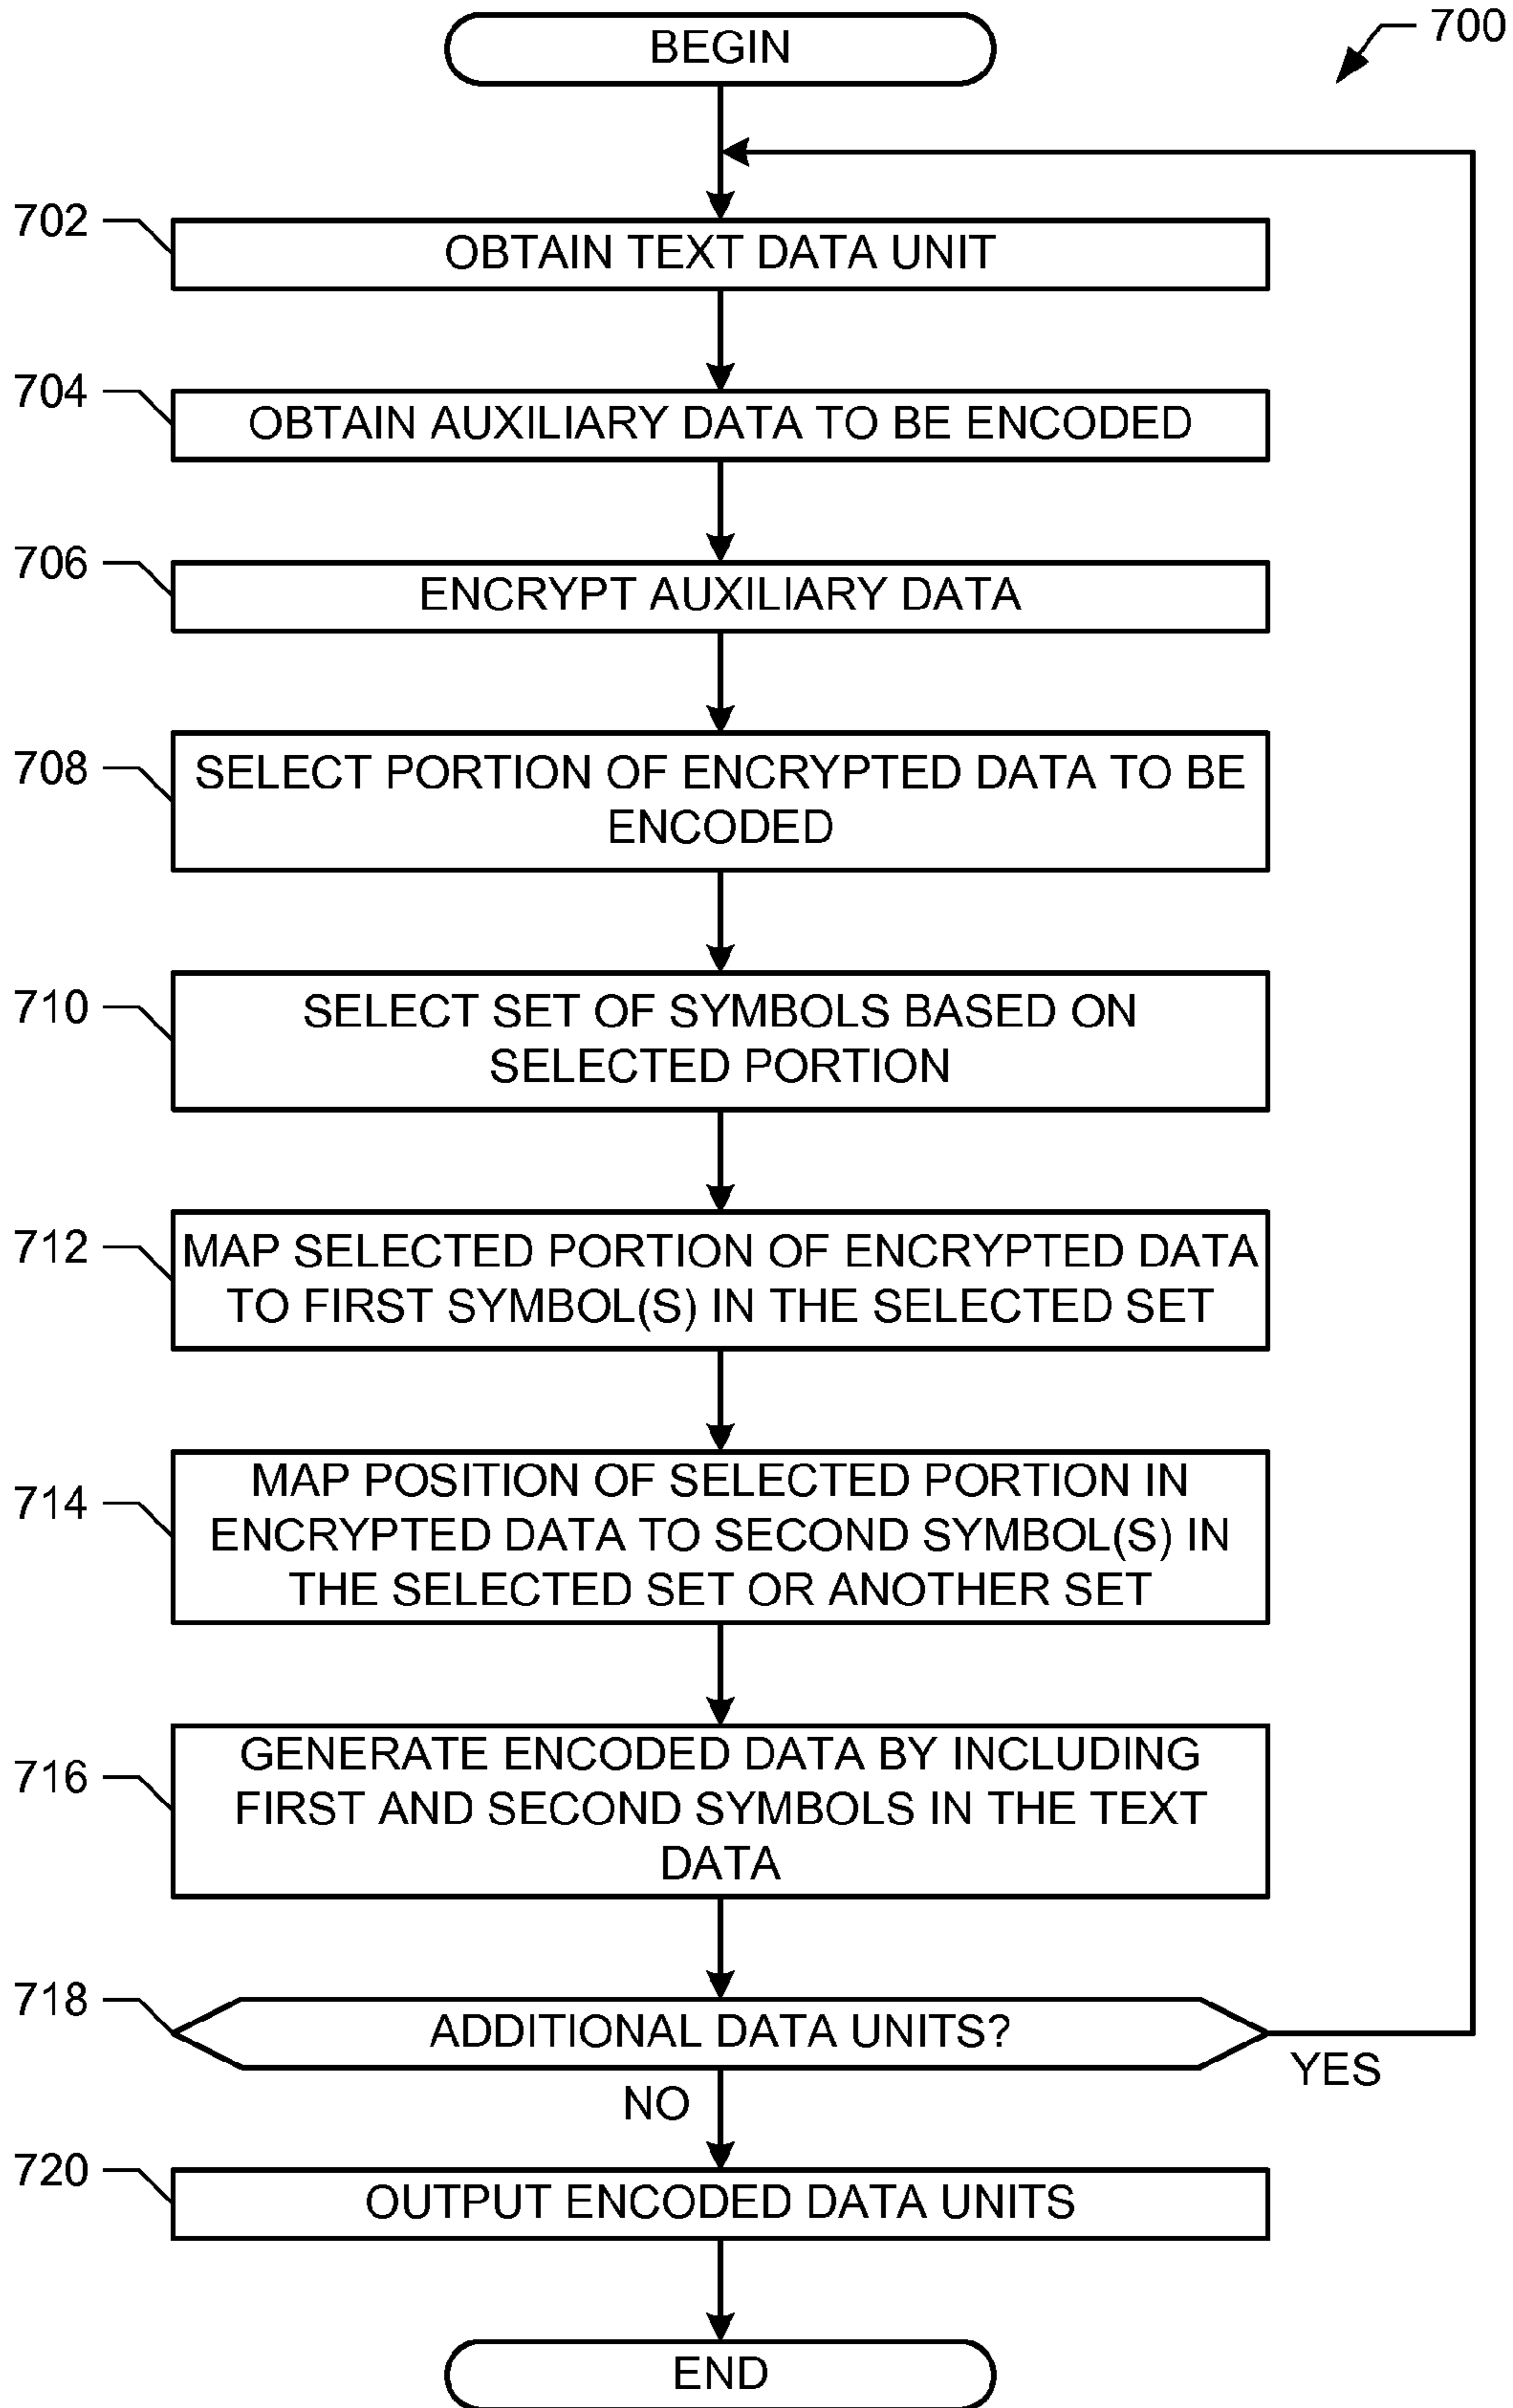 BEGIN
700
702
OBTAIN TEXT DATA UNIT
704
OBTAIN AUXILIARY DATA TO BE ENCODED
706
ENCRYPT AUXILIARY DATA
708
SELECT PORTION OF ENCRYPTED DATA TO BE
ENCODED
710
SELECT SET OF SYMBOLS BASED ON
SELECTED PORTION
712
MAP SELECTED PORTION OF ENCRYPTED DATA
TO FIRST SYMBOL(S) IN THE SELECTED SET
714
MAP POSITION OF SELECTED PORTION IN
ENCRYPTED DATA TO SECOND SYMBOL(S) IN
THE SELECTED SET OR ANOTHER SET
716
GENERATE ENCODED DATA BY INCLUDING
FIRST AND SECOND SYMBOLS IN THE TEXT
DATA
718
ADDITIONAL DATA UNITS?
YES
NO
720
OUTPUT ENCODED DATA UNITS
END